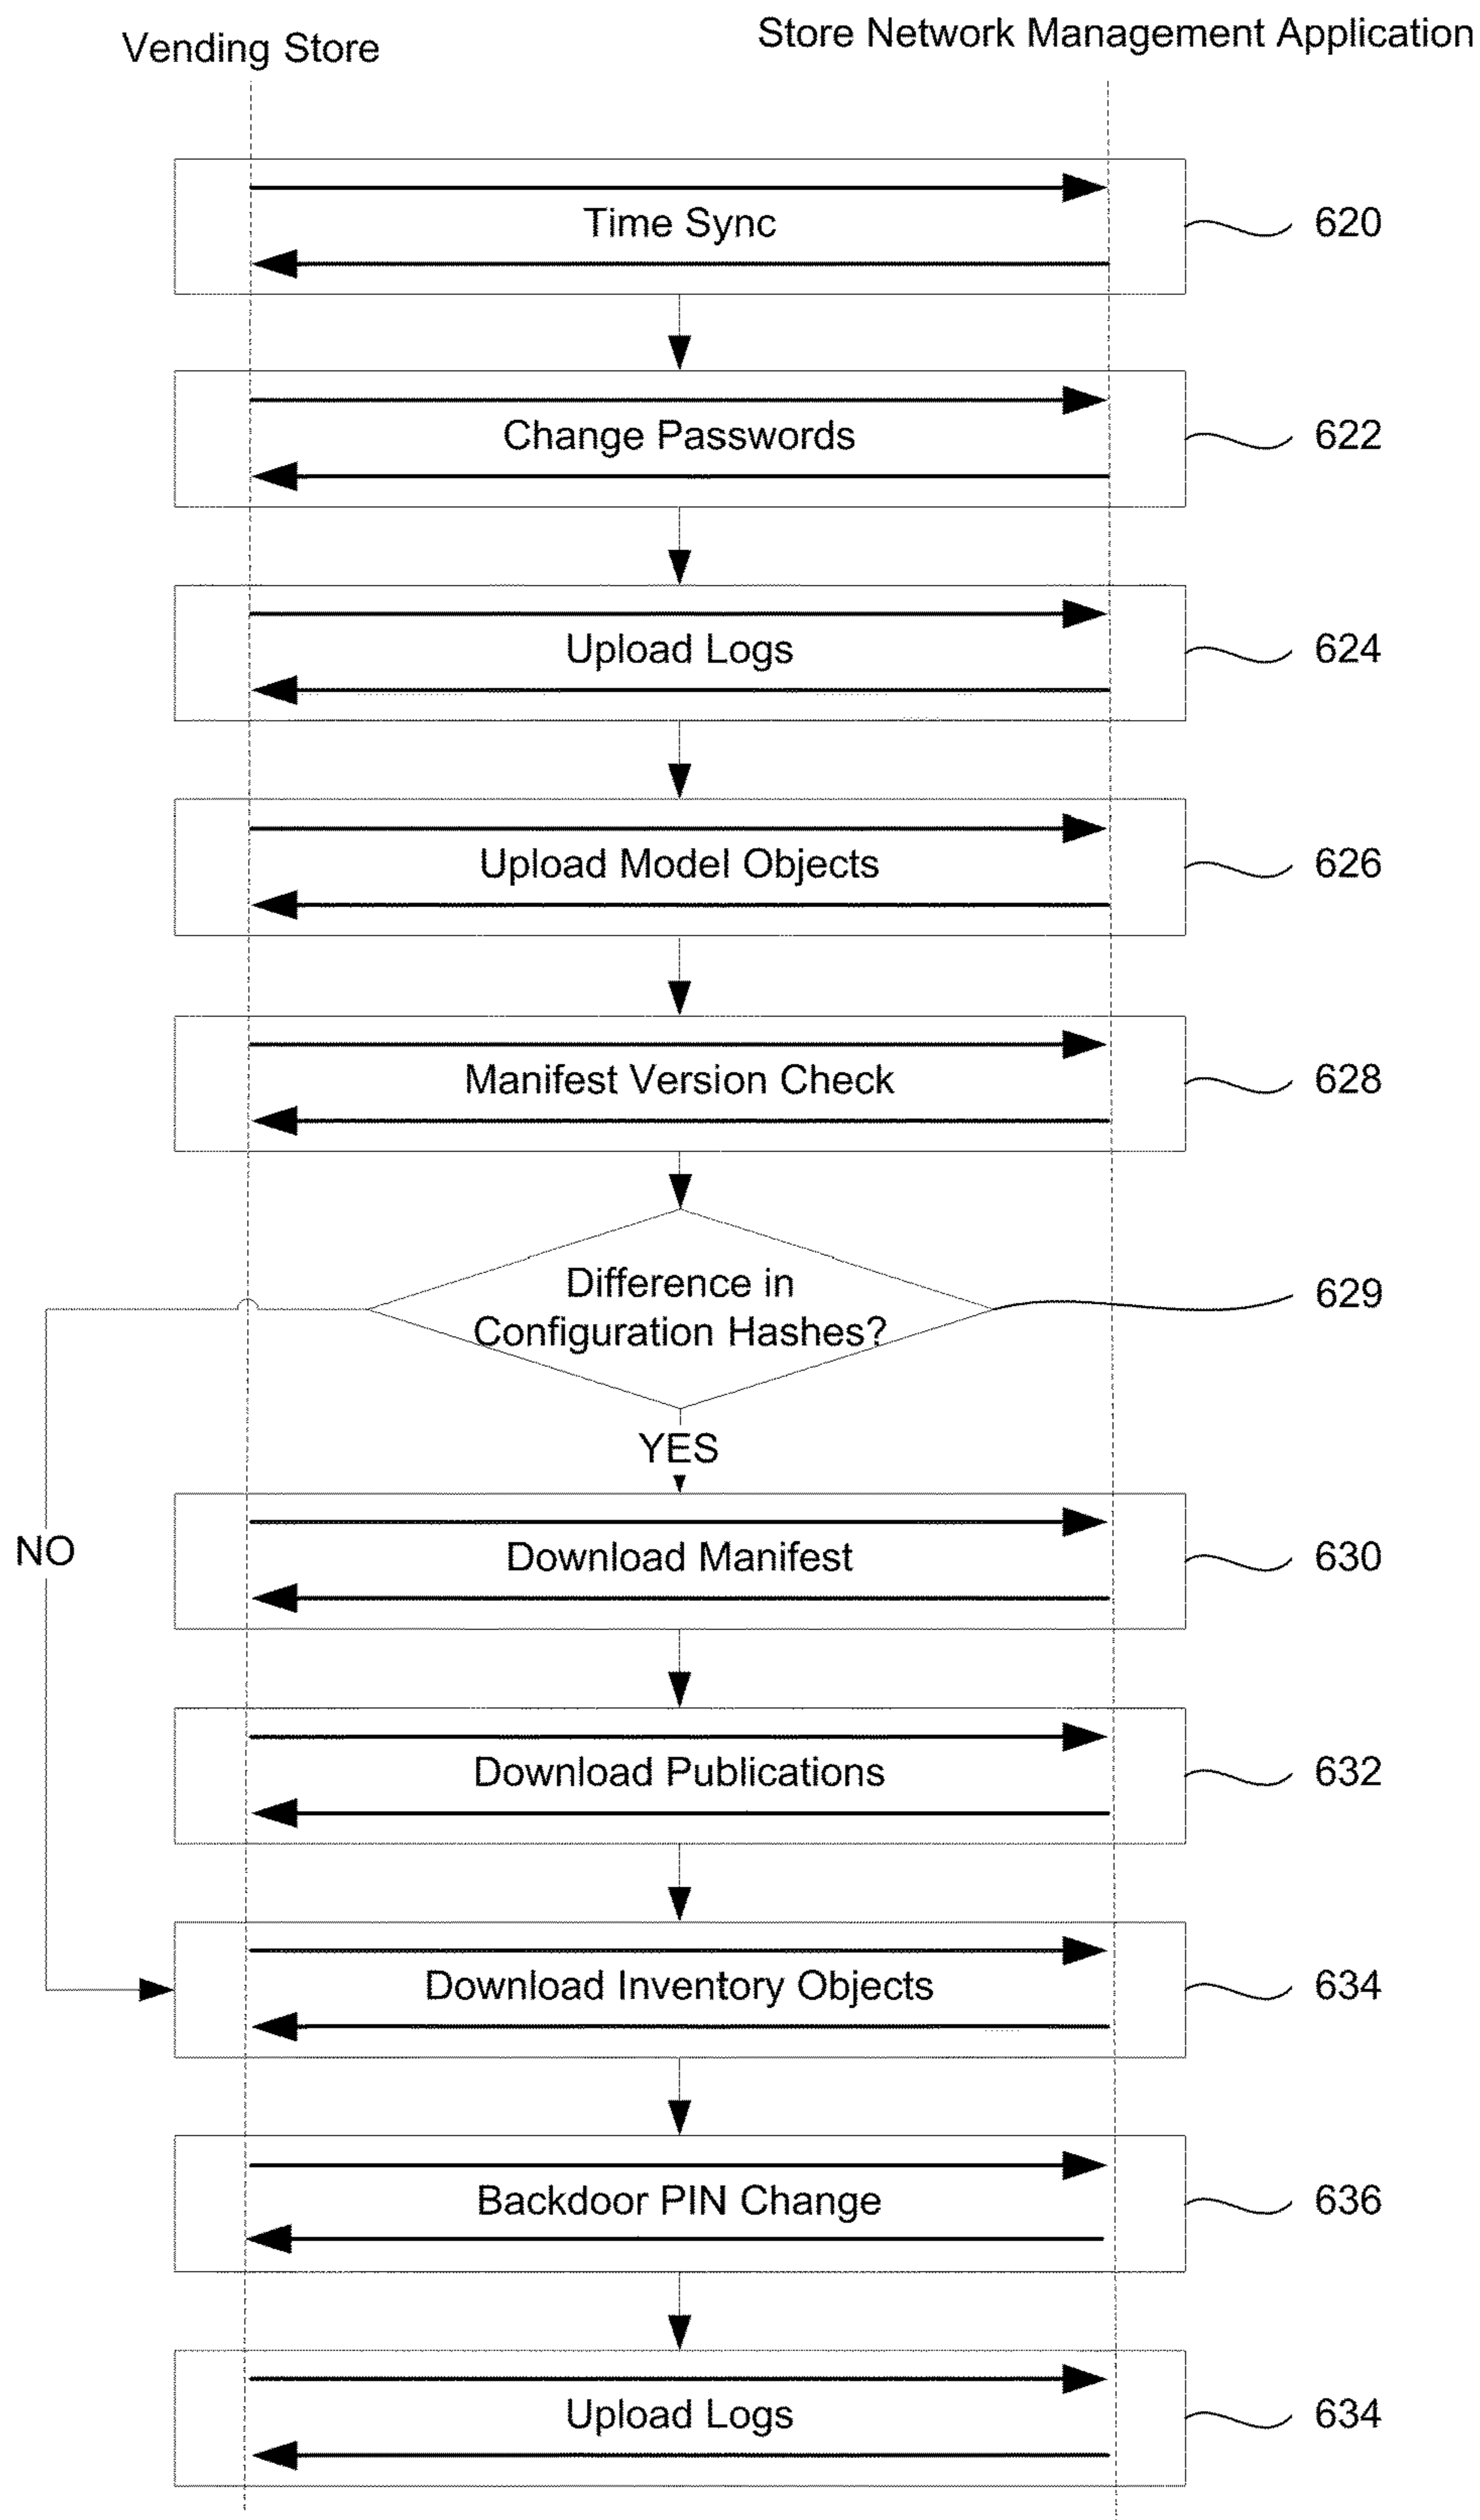 Vending Store
Store Network Management Application
Time Sync
620
Change Passwords
622
Upload Logs
624
Upload Model Objects
626
Manifest Version Check
628
Difference in
Configuration Hashes?
629
YES
NO
Download Manifest
630
Download Publications
632
Download Inventory Objects
634
Backdoor PIN Change
636
Upload Logs
634